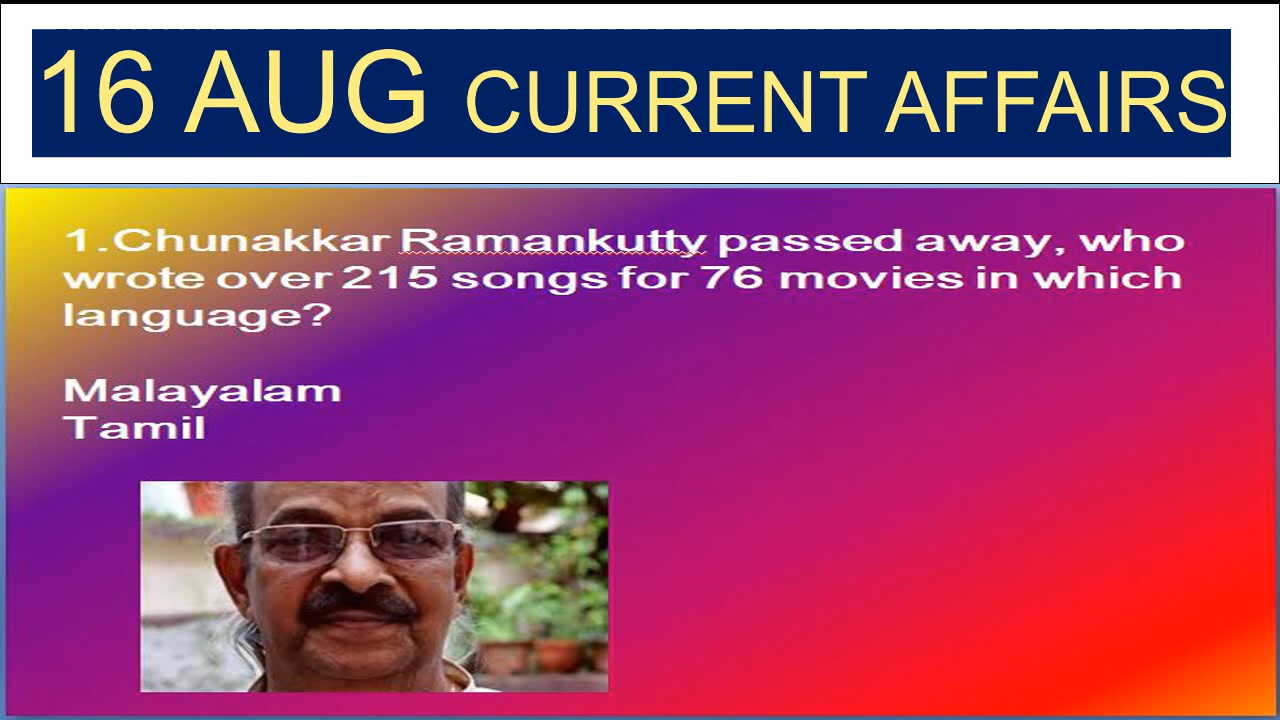 16 AUG CURRENT AFFAIRS
1.Chunakkar Ramankutty passed away, who
wrote over 215 songs for 76 movies in which
language?
Malayalam
Tamil